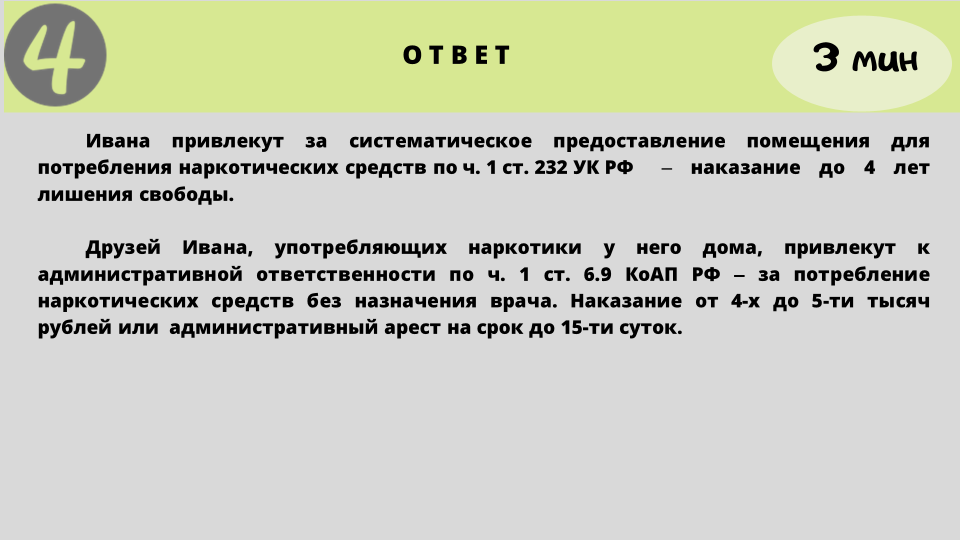 4
ОТВЕТ
3 мин
Ивана привлекут за систематическое предоставление помещения для
потребления наркотических средств по ч. 1 ст. 232 УК РФ – наказание до 4 лет
лишения свободы.
Друзей Ивана, употребляющих наркотики у него дома, привлекут к
административной ответственности по ч. 1 ст. 6.9 КоАП РФ – за потребление
наркотических средств без назначения врача. Наказание от 4-х до 5-ти тысяч
рублей или административный арест на срок до 15-ти суток.